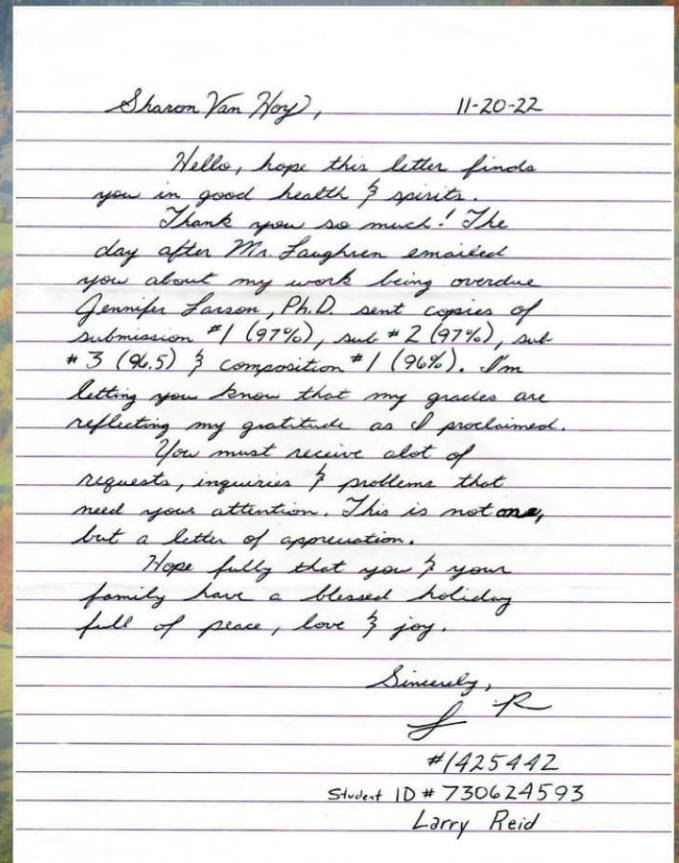 Sharon Van Hoy, 11-20-22
Hello, hope this letter finds
you in good health & spirits.
Thank you so much! The
day after Mr. Laughren emailed
you about my work being overdue
Jennifer Larson, Ph.D. sent copies of
submission #1 (97%), sub #2 (97%), sub
#3 (96.5) & composition #1 (96%). I'm
letting you know that my grades are
reflecting my gratitude as I proclaimed.
You must receive alot of
requests, inquiries & problems that
need your attention. This is not one,
but a letter of appreciation.
Hope fully that you & your
family have a blessed holiday
full of peace, love & joy.
Sincerely,
L R
#1425442
Student ID # 730624593
Larry Reid